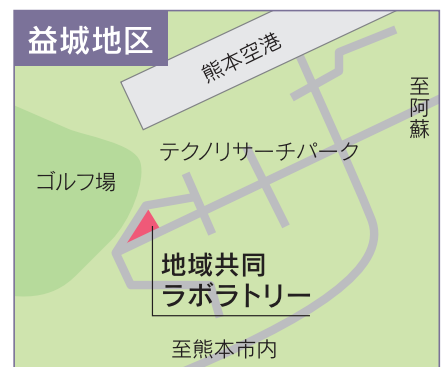 益城地区
熊本空港
至阿蘇
テクノリサーチパーク
ゴルフ場
地域共同
ラボラトリー
至熊本市内